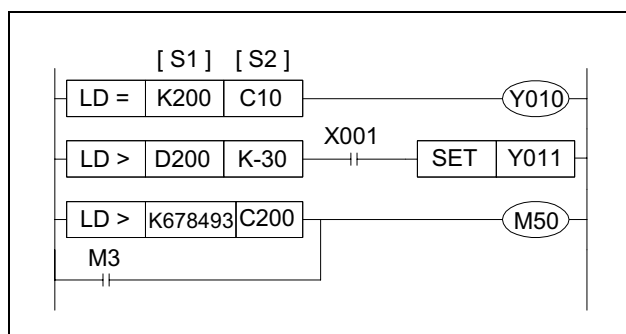 [ S1 ] [ S2 ]
LD = K200 C10 Y010
X001
LD > D200 K-30 SET Y011
LD > K678493 C200 M50
M3